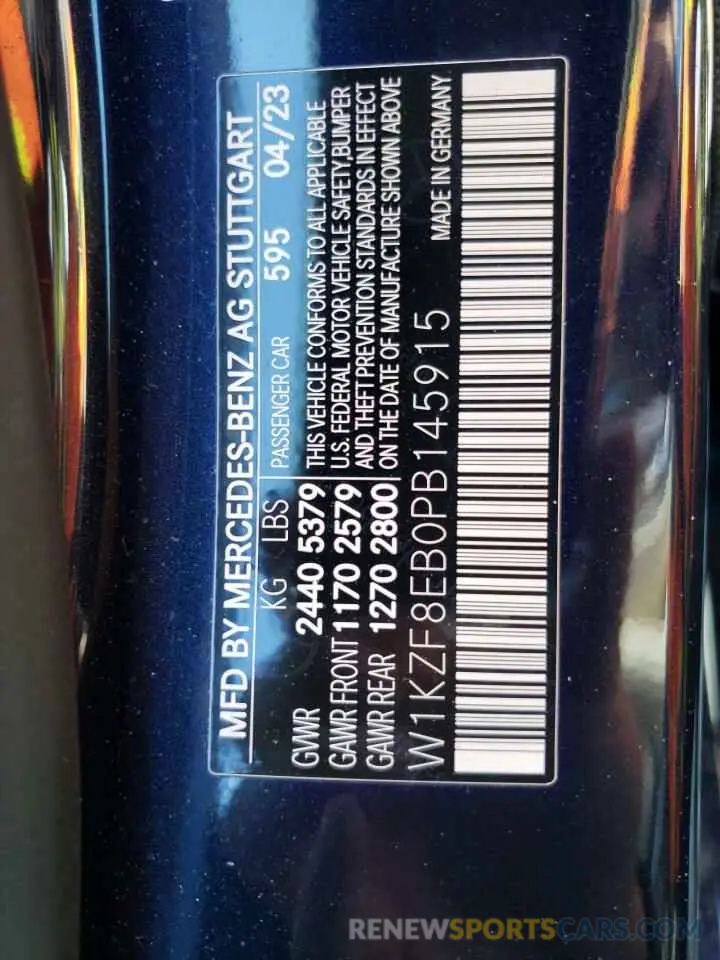 MFD BY MERCEDES-BENZ AG STUTTGART
KG LBS PASSENGER CAR 595 04/23
GVWR 2440 5379 THIS VEHICLE CONFORMS TO ALL APPLICABLE
GAWR FRONT 1170 2579 U.S. FEDERAL MOTOR VEHICLE SAFETY, BUMPER
AND THEFT PREVENTION STANDARDS IN EFFECT
GAWR REAR 1270 2800 ON THE DATE OF MANUFACTURE SHOWN ABOVE
W1KZF8EB0PB145915 MADE IN GERMANY
RENEWSPORTSCARS.COM